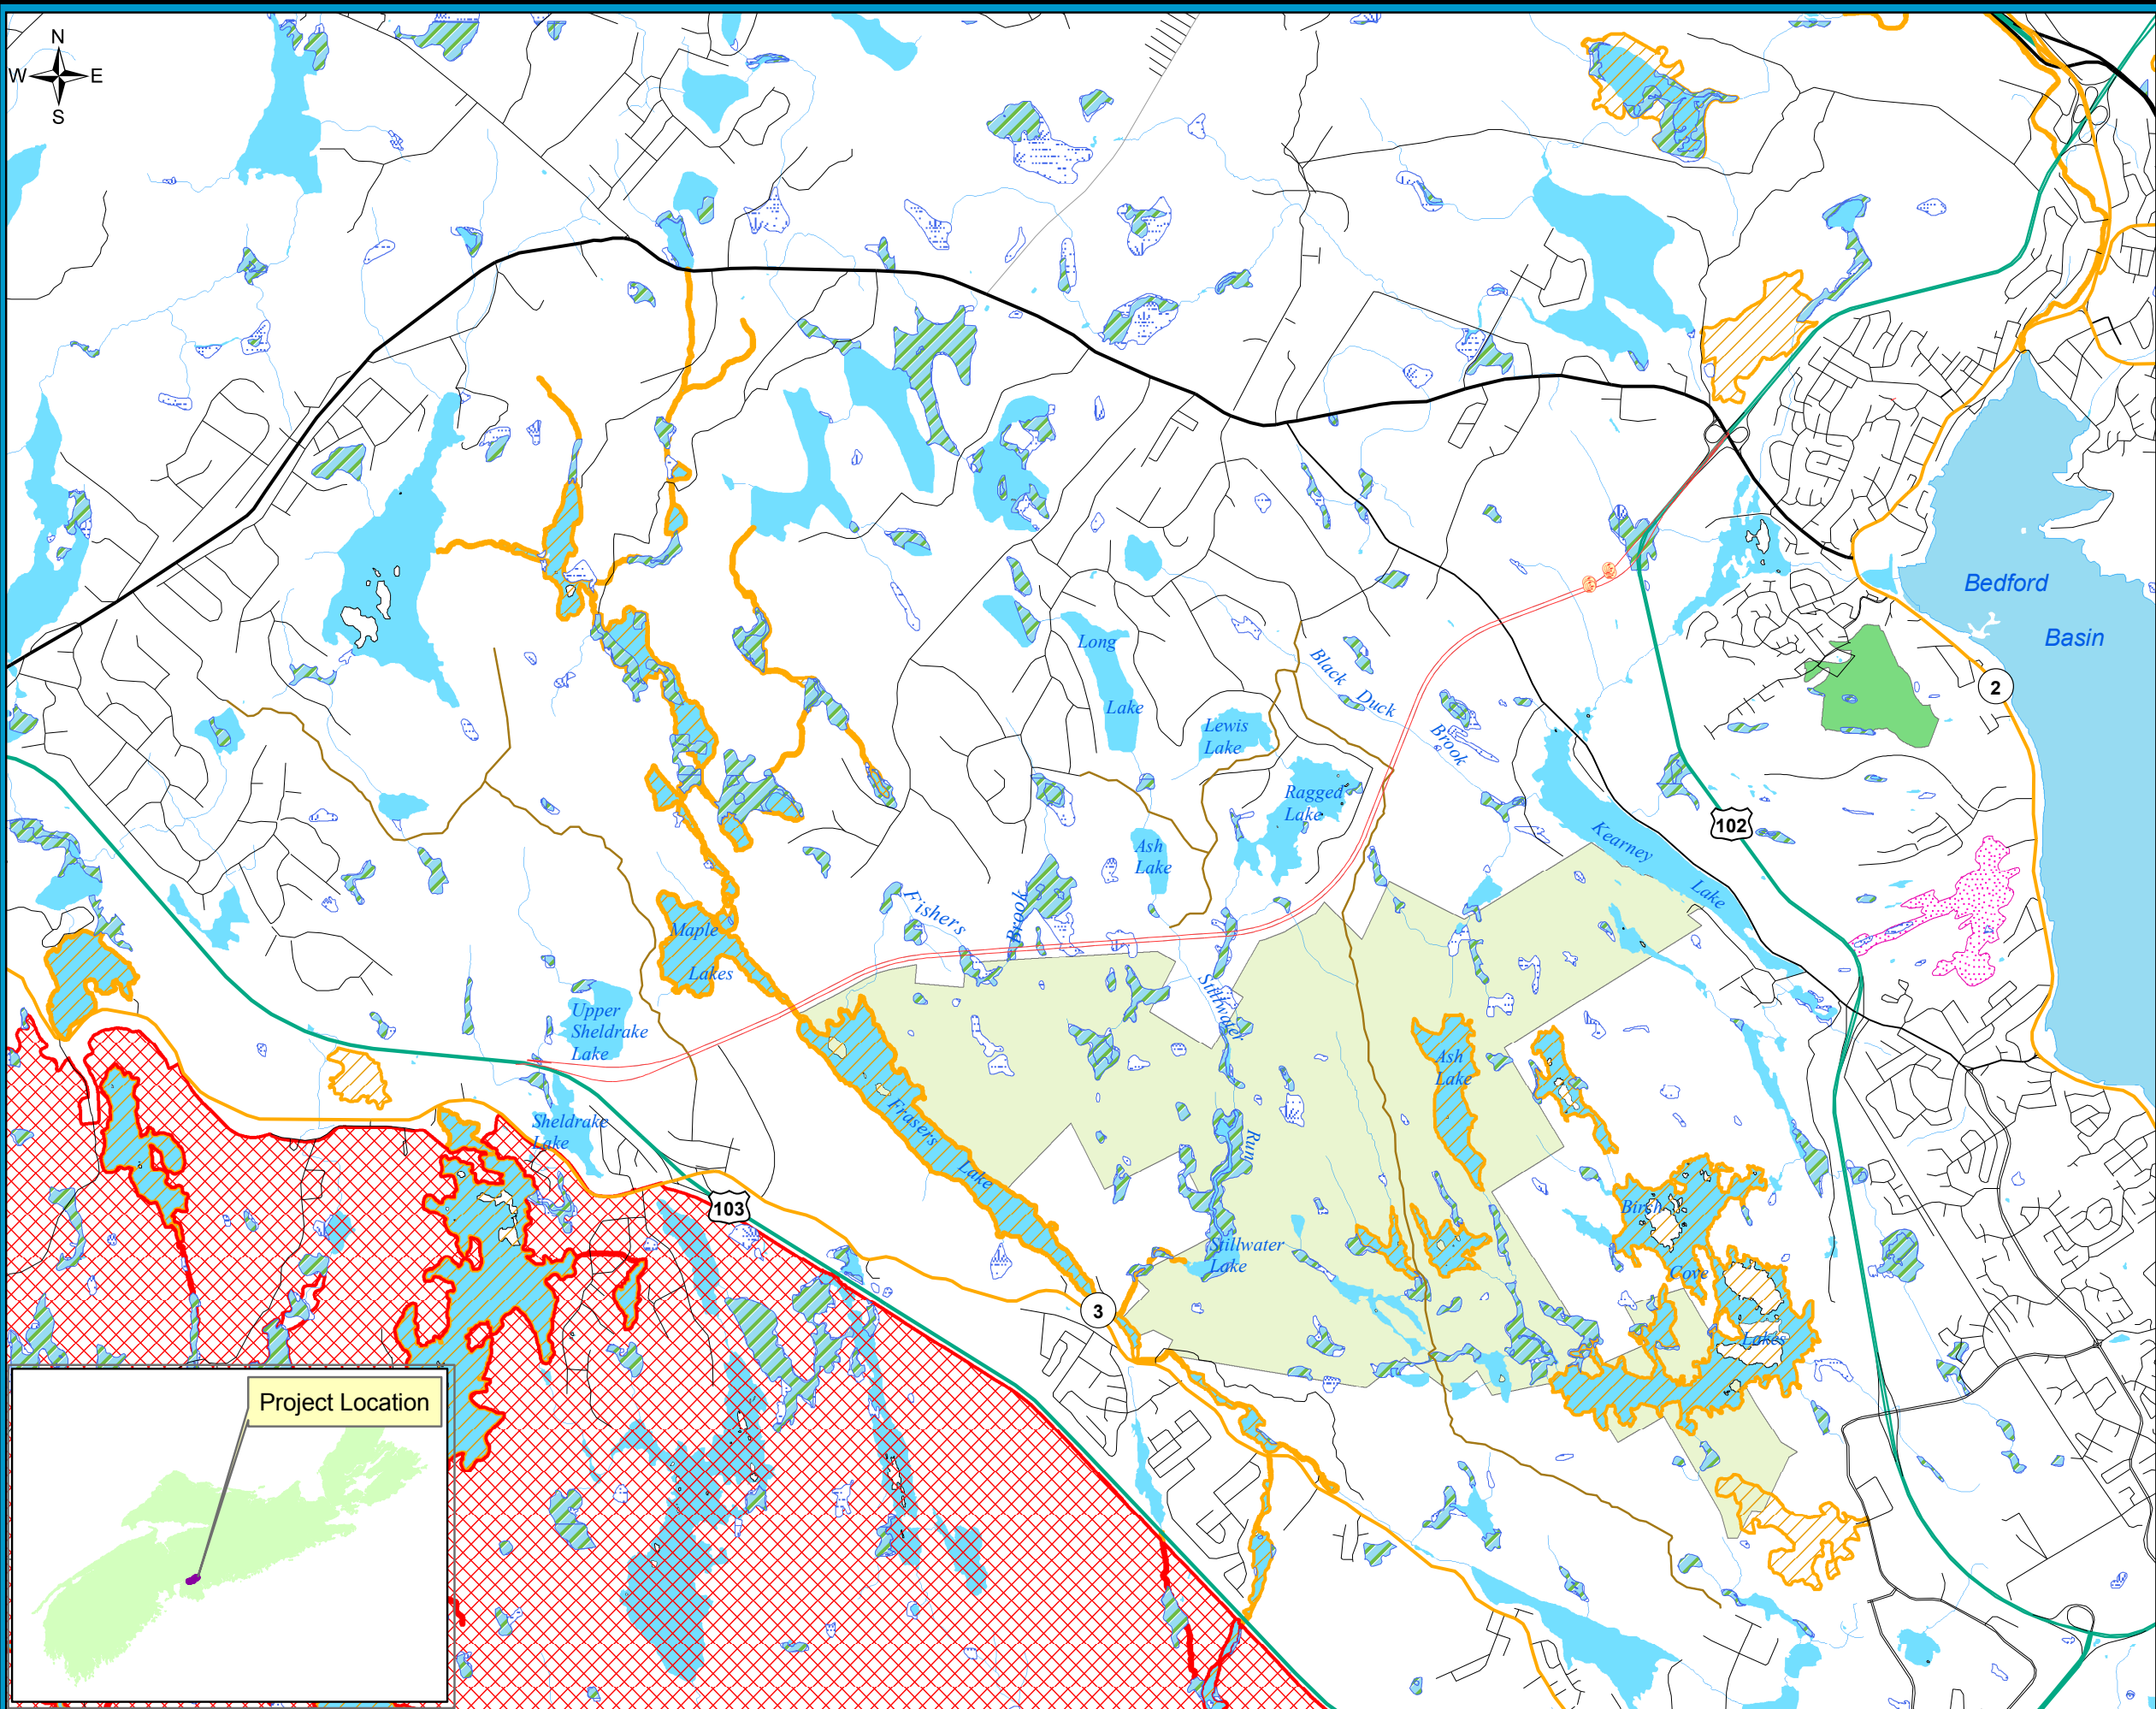 N
W E
S
Bedford
Basin
2
Long
Lake
Black
Duck
Brook
Lewis
Lake
Ragged
Lake
102
Kearney
Lake
Ash
Lake
Fishers
Brook
Maple
Lakes
Stillwater
Run
Upper
Sheldrake
Lake
Ash
Lake
Sheldrake
Lake
Frasers
Lake
103
Birch
Cove
Lakes
Stillwater
Lake
3
Project Location